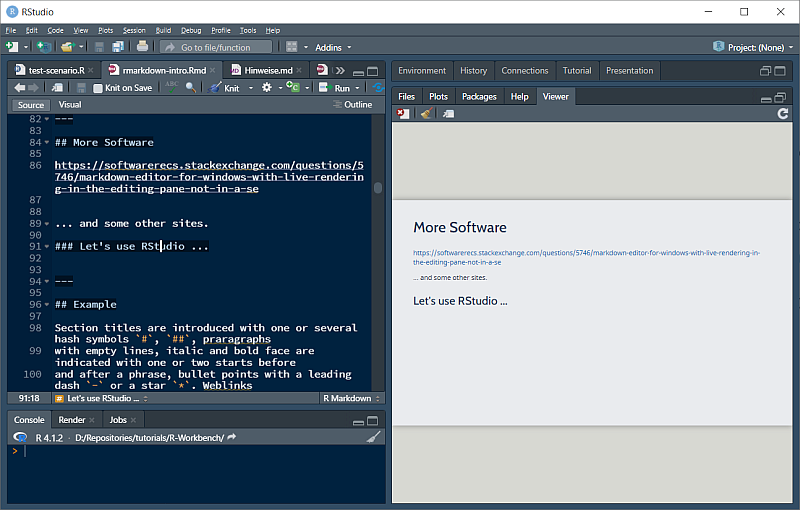 RStudio
File Edit Code View Plots Session Build Debug Profile Tools Help
Go to file/function
Addins
Project: (None)
test-scenario.R
rmarkdown-intro.Rmd
Hinweise.md
Knit on Save
ABC
Knit
Run
Source
Visual
Outline
82 ---
83
84 ## More Software
85
86 https://softwarerecs.stackexchange.com/questions/5
746/markdown-editor-for-windows-with-live-renderin
g-in-the-editing-pane-not-in-a-se
87
88
89 ... and some other sites.
90
91 ### Let's use RStudio ...
92
93
94 ---
95
96 ## Example
97
98 Section titles are introduced with one or several
hash symbols `#`, `##`, praragraphs
99 with empty lines, italic and bold face are
indicated with one or two starts before
100 and after a phrase, bullet points with a leading
dash `-` or a star `*`. Weblinks
91:18
# Let's use RStudio ...
R Markdown
Console Render Jobs
R 4.1.2 · D:/Repositories/tutorials/R-Workbench/
>
Environment History Connections Tutorial Presentation
Files Plots Packages Help Viewer
More Software
https://softwarerecs.stackexchange.com/questions/5746/markdown-editor-for-windows-with-live-rendering-in-
the-editing-pane-not-in-a-se
... and some other sites.
Let's use RStudio ...